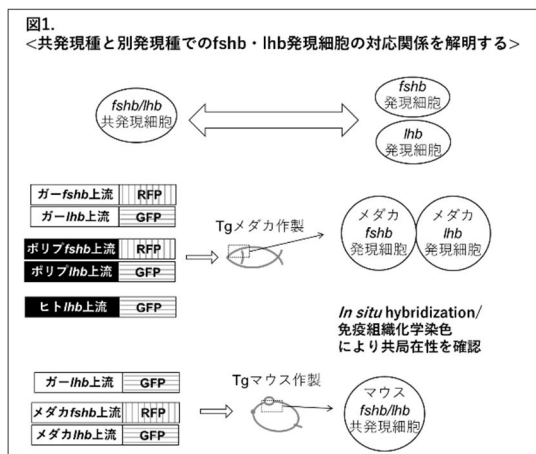 図1.
<共発現種と別発現種でのfshb・lhb発現細胞の対応関係を解明する>
fshb/lhb
共発現細胞
fshb
発現細胞
lhb
発現細胞
ガーfshb上流 RFP
ガーlhb上流 GFP
ポリプfshb上流 RFP
ポリプlhb上流 GFP
ヒトlhb上流 GFP
Tgメダカ作製
メダカ
fshb
発現細胞
メダカ
lhb
発現細胞
In situ hybridization/
免疫組織化学染色
により共局在性を確認
ガーlhb上流 GFP
メダカfshb上流 RFP
メダカlhb上流 GFP
Tgマウス作製
マウス
fshb/lhb
共発現細胞